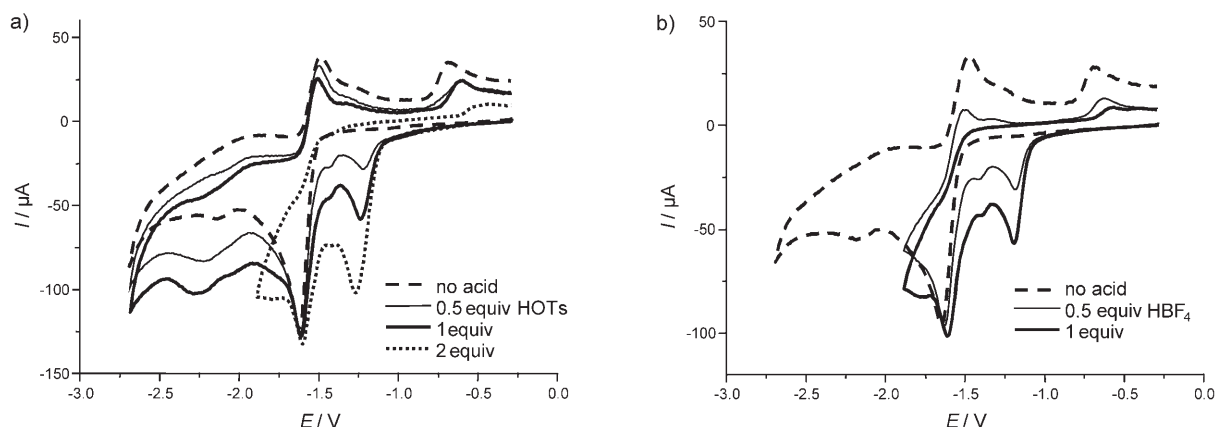 a)
50
0
-50
-100
-150
I / µA
-3.0 -2.5 -2.0 -1.5 -1.0 -0.5 0.0
E / V
no acid
0.5 equiv HOTs
1 equiv
2 equiv
b)
50
0
-50
-100
I / µA
-3.0 -2.5 -2.0 -1.5 -1.0 -0.5 0.0
E / V
no acid
0.5 equiv HBF₄
1 equiv